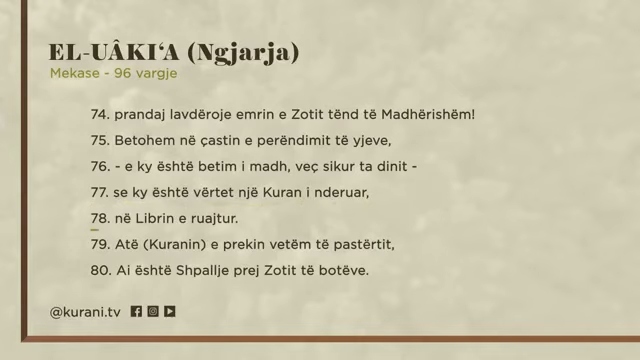 EL-UÂKI‘A (Ngjarja)
Mekase - 96 vargje
74. prandaj lavdëroje emrin e Zotit tënd të Madhërishëm!
75. Betohem në çastin e perëndimit të yjeve,
76. - e ky është betim i madh, veç sikur ta dinit -
77. se ky është vërtet një Kuran i nderuar,
78. në Librin e ruajtur.
79. Atë (Kuranin) e prekin vetëm të pastërtit,
80. Ai është Shpallje prej Zotit të botëve.
@kurani.tv